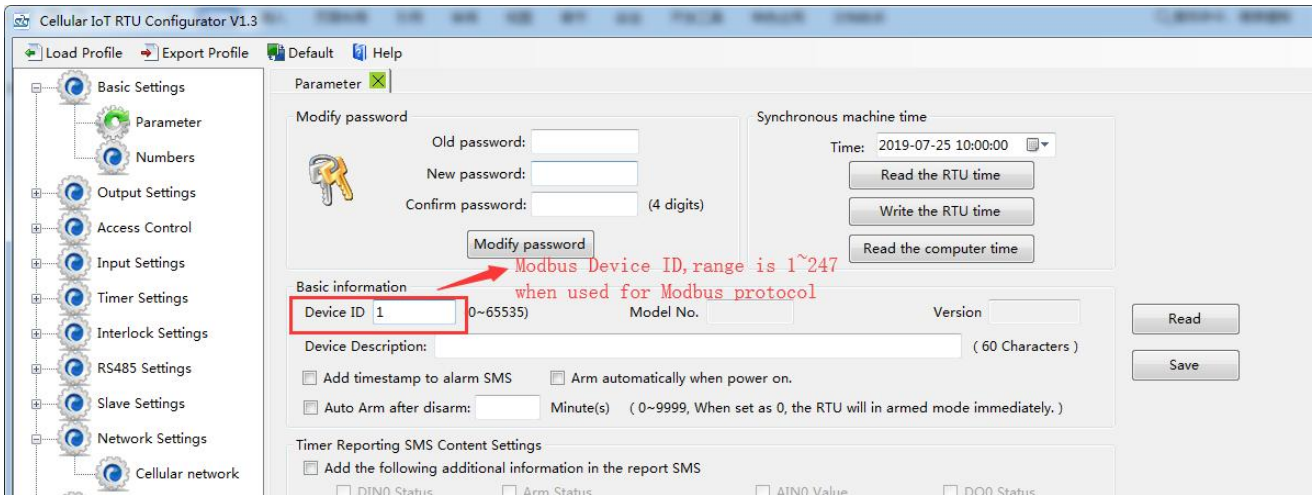 Cellular IoT RTU Configurator V1.3
Load Profile Export Profile Default Help
Basic Settings
Parameter
Numbers
Output Settings
Access Control
Input Settings
Timer Settings
Interlock Settings
RS485 Settings
Slave Settings
Network Settings
Cellular network
Parameter
Modify password
Old password:
New password:
Confirm password: (4 digits)
Modify password
Synchronous machine time
Time: 2019-07-25 10:00:00
Read the RTU time
Write the RTU time
Read the computer time
Modbus Device ID,range is 1~247
when used for Modbus protocol
Basic information
Device ID 1 0~65535) Model No. Version
Device Description: ( 60 Characters )
Add timestamp to alarm SMS Arm automatically when power on.
Auto Arm after disarm: Minute(s) ( 0~9999, When set as 0, the RTU will in armed mode immediately. )
Read
Save
Timer Reporting SMS Content Settings
Add the following additional information in the report SMS
DIN0 Status Arm Status AIN0 Value DO0 Status